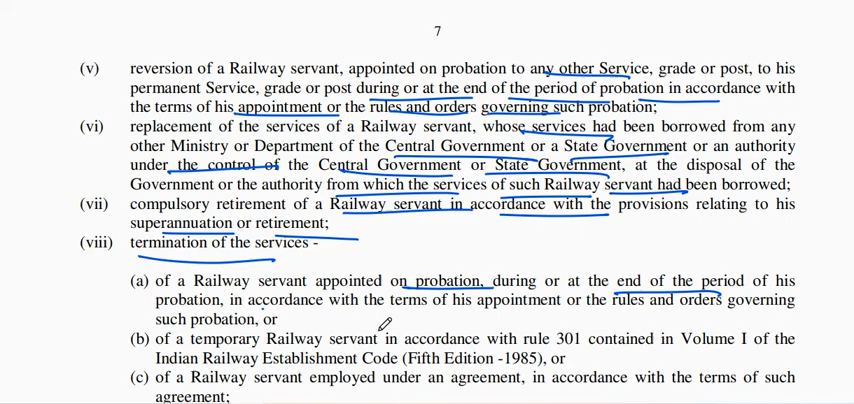 7
(v) reversion of a Railway servant, appointed on probation to any other Service, grade or post, to his
permanent Service, grade or post during or at the end of the period of probation in accordance with
the terms of his appointment or the rules and orders governing such probation;
(vi) replacement of the services of a Railway servant, whose services had been borrowed from any
other Ministry or Department of the Central Government or a State Government or an authority
under the control of the Central Government or State Government, at the disposal of the
Government or the authority from which the services of such Railway servant had been borrowed;
(vii) compulsory retirement of a Railway servant in accordance with the provisions relating to his
superannuation or retirement;
(viii) termination of the services -
(a) of a Railway servant appointed on probation, during or at the end of the period of his
probation, in accordance with the terms of his appointment or the rules and orders governing
such probation, or
(b) of a temporary Railway servant in accordance with rule 301 contained in Volume I of the
Indian Railway Establishment Code (Fifth Edition -1985), or
(c) of a Railway servant employed under an agreement, in accordance with the terms of such
agreement;